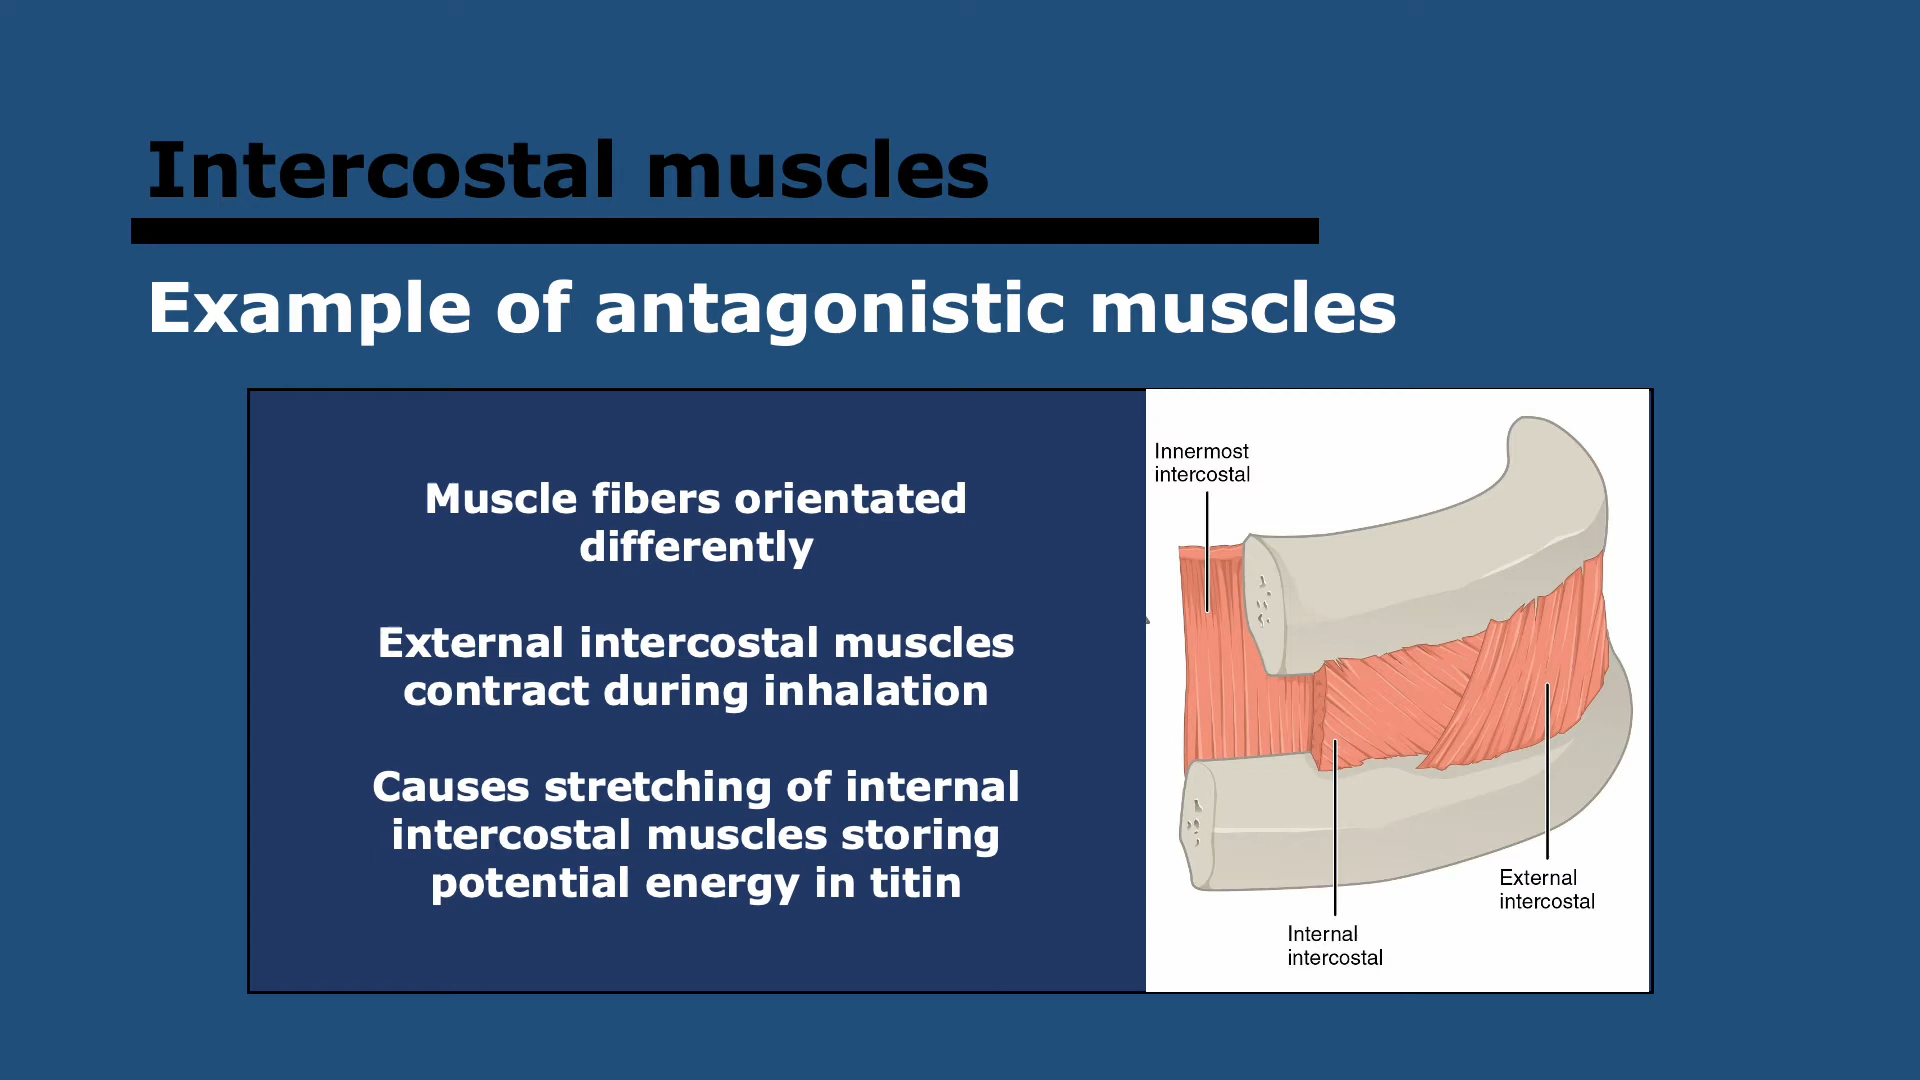 Intercostal muscles
Example of antagonistic muscles
Muscle fibers orientated
differently
External intercostal muscles
contract during inhalation
Causes stretching of internal
intercostal muscles storing
potential energy in titin
Innermost
intercostal
External
intercostal
Internal
intercostal